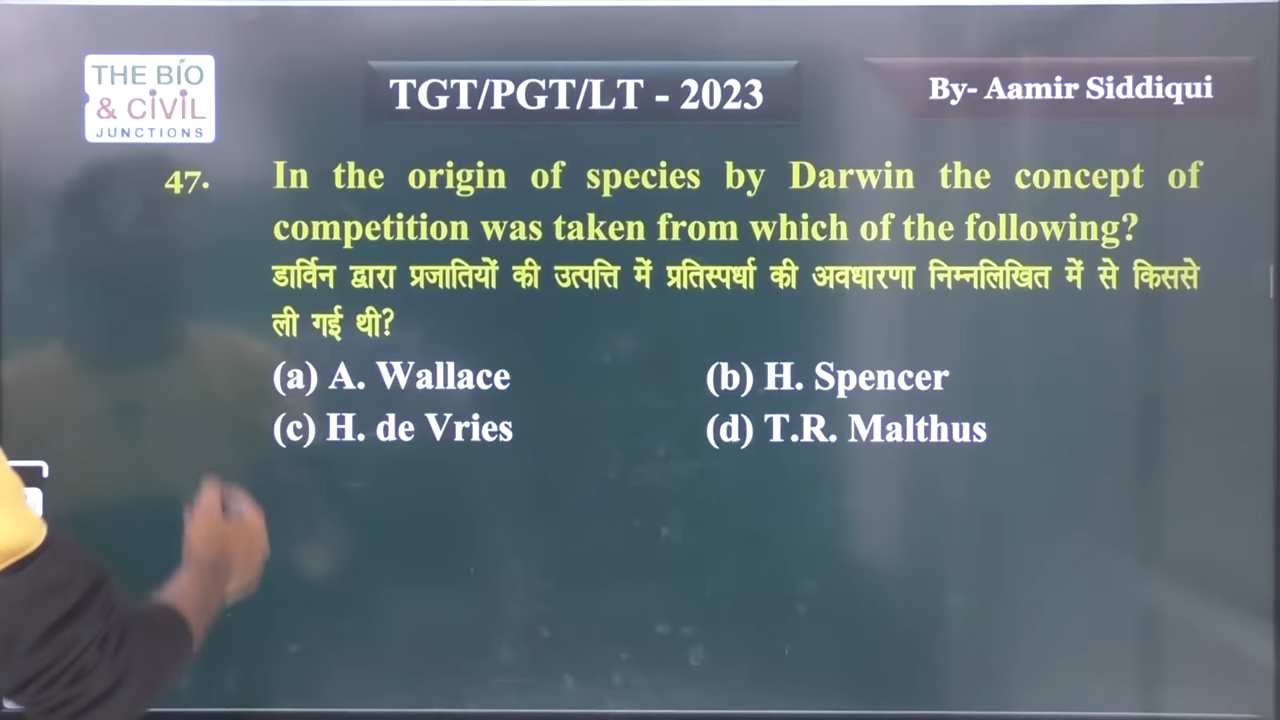 THE BIO
& CIVIL
JUNCTIONS
TGT/PGT/LT - 2023
By- Aamir Siddiqui
47. In the origin of species by Darwin the concept of
competition was taken from which of the following?
डार्विन द्वारा प्रजातियों की उत्पत्ति में प्रतिस्पर्धा की अवधारणा निम्नलिखित में से किससे
ली गई थी?
(a) A. Wallace (b) H. Spencer
(c) H. de Vries (d) T.R. Malthus